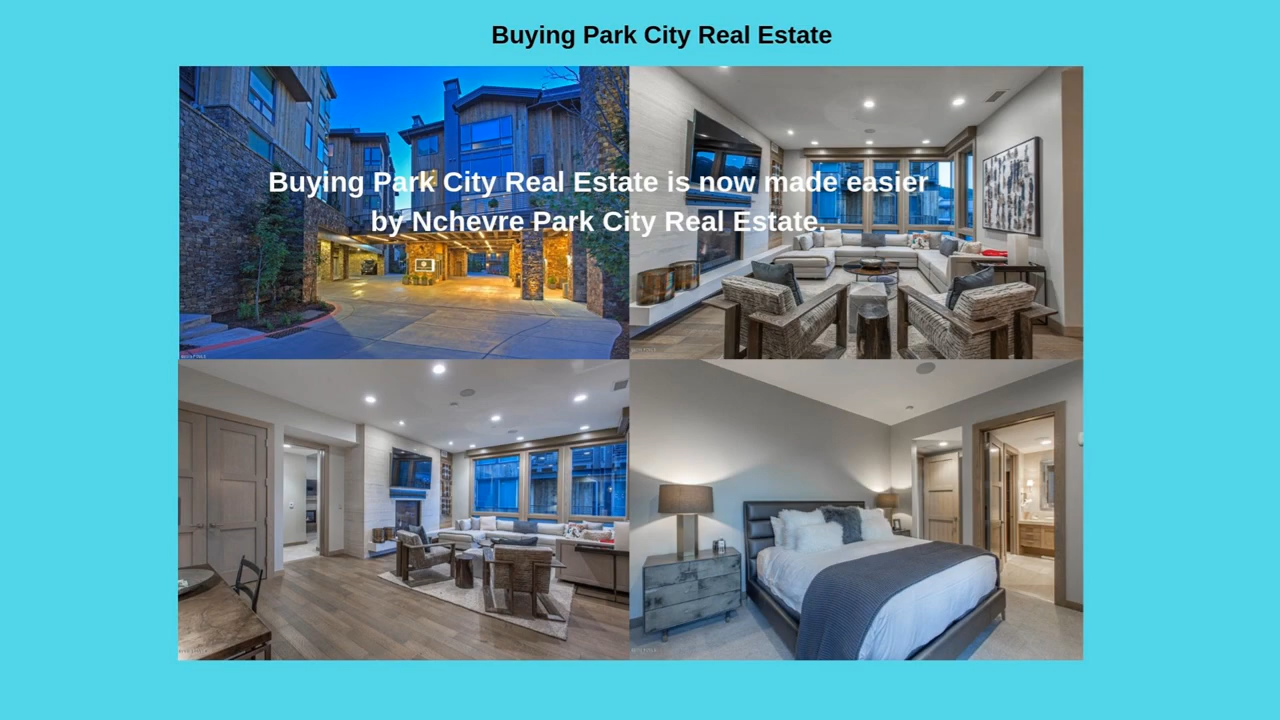 Buying Park City Real Estate
Buying Park City Real Estate is now made easier
by Nchevre Park City Real Estate.